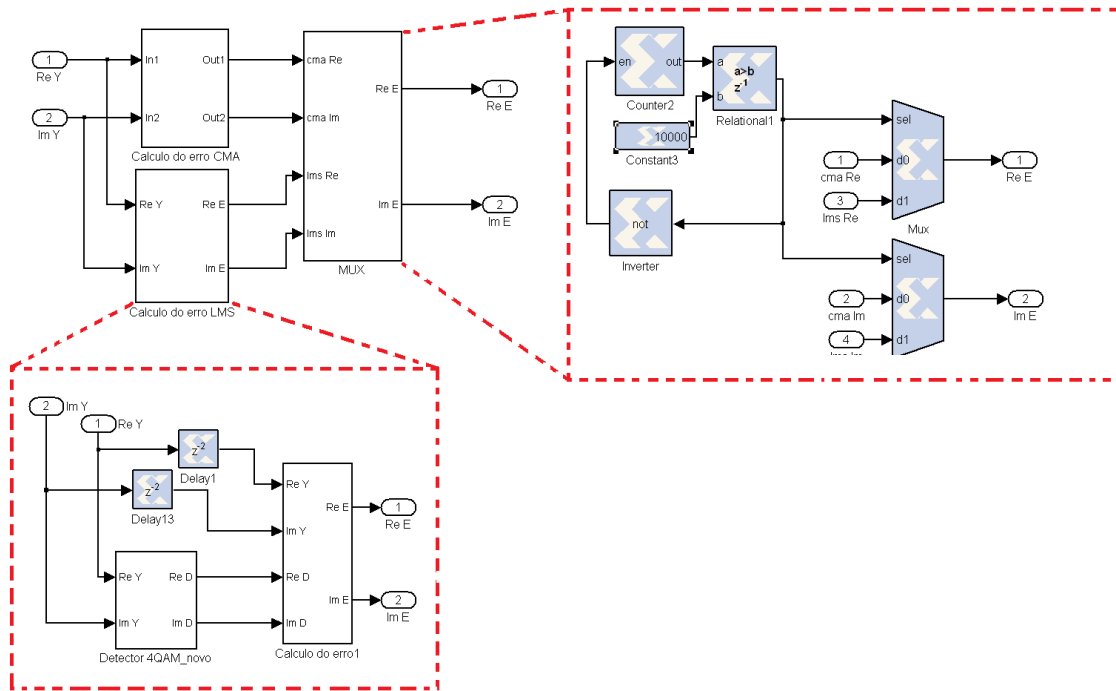 1
Re Y
2
Im Y
In1
Out1
In2
Out2
Calculo do erro CMA
Re Y
Re E
Im Y
Im E
Calculo do erro LMS
cma Re
Re E
cma Im
lms Re
Im E
lms Im
MUX
1
Re E
2
Im E
en
out
Counter2
a
a>b
z-1
b
Relational1
10000
Constant3
not
Inverter
sel
1
d0
cma Re
3
d1
lms Re
Mux
1
Re E
sel
2
d0
cma Im
4
d1
2
Im E
2
Im Y
1
Re Y
z-2
Delay1
z-2
Delay13
Re Y
Re D
Im Y
Im D
Detector 4QAM_novo
Re Y
Re E
Im Y
Re D
Im E
Im D
Calculo do erro1
1
Re E
2
Im E